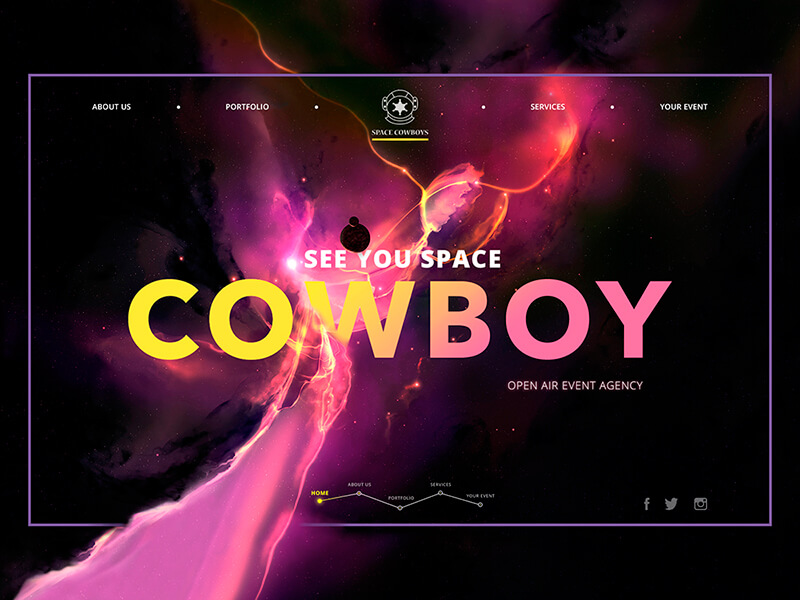 ABOUT US
PORTFOLIO
SPACE COWBOYS
SERVICES
YOUR EVENT
SEE YOU SPACE
COWBOY
OPEN AIR EVENT AGENCY
HOME
ABOUT US
PORTFOLIO
SERVICES
YOUR EVENT